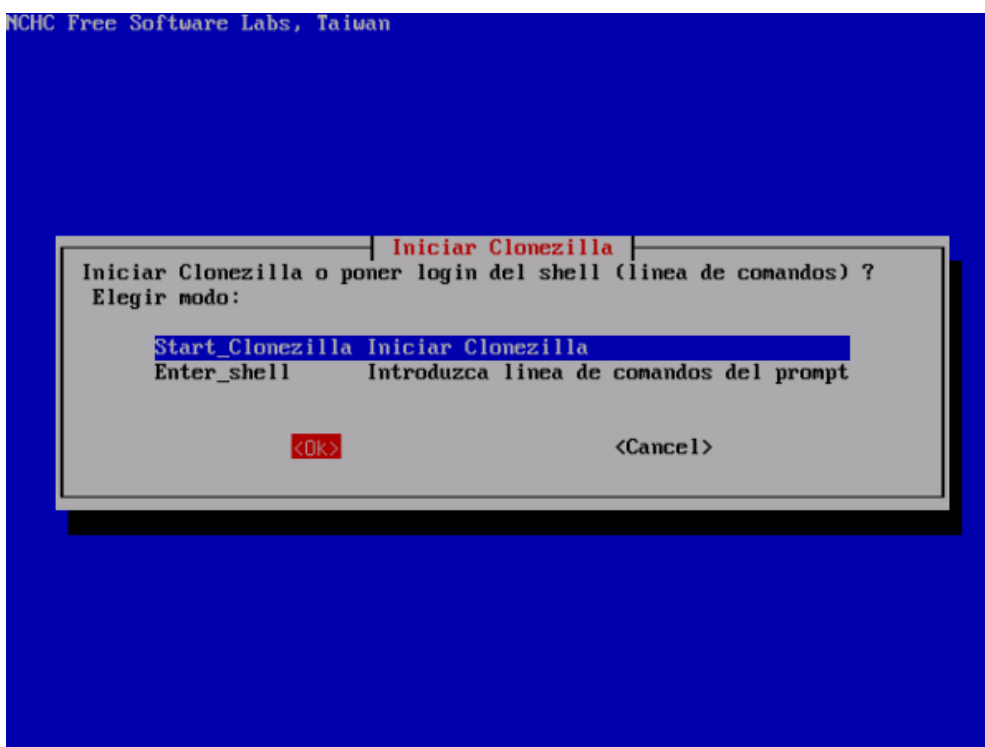 NCHC Free Software Labs, Taiwan
Iniciar Clonezilla
Iniciar Clonezilla o poner login del shell (linea de comandos) ?
Elegir modo:
Start_Clonezilla Iniciar Clonezilla
Enter_shell Introduzca linea de comandos del prompt
<Ok> <Cancel>